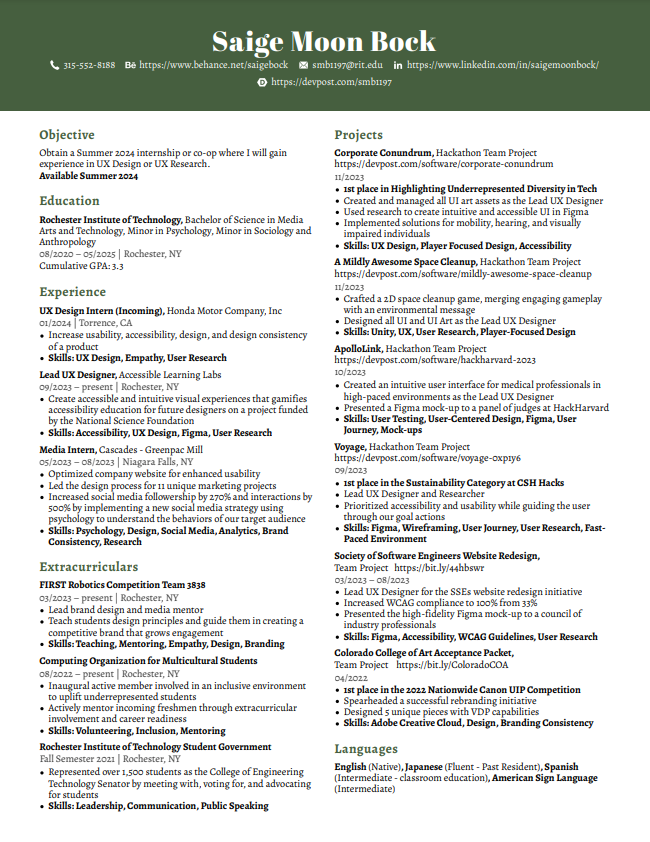 Saige Moon Bock
315-552-8188 Bē https://www.behance.net/saigebock smb1197@rit.edu in https://www.linkedin.com/in/saigemoonbock/
https://devpost.com/smb1197
Objective
Obtain a Summer 2024 internship or co-op where I will gain
experience in UX Design or UX Research.
Available Summer 2024
Education
Rochester Institute of Technology, Bachelor of Science in Media
Arts and Technology, Minor in Psychology, Minor in Sociology and
Anthropology
08/2020 – 05/2025 | Rochester, NY
Cumulative GPA: 3.3
Experience
UX Design Intern (Incoming), Honda Motor Company, Inc
01/2024 | Torrence, CA
• Increase usability, accessibility, design, and design consistency
of a product
• Skills: UX Design, Empathy, User Research
Lead UX Designer, Accessible Learning Labs
09/2023 – present | Rochester, NY
• Create accessible and intuitive visual experiences that gamifies
accessibility education for future designers on a project funded
by the National Science Foundation
• Skills: Accessibility, UX Design, Figma, User Research
Media Intern, Cascades - Greenpac Mill
05/2023 – 08/2023 | Niagara Falls, NY
• Optimized company website for enhanced usability
• Led the design process for 11 unique marketing projects
• Increased social media followership by 270% and interactions by
500% by implementing a new social media strategy using
psychology to understand the behaviors of our target audience
• Skills: Psychology, Design, Social Media, Analytics, Brand
Consistency, Research
Extracurriculars
FIRST Robotics Competition Team 3838
03/2023 – present | Rochester, NY
• Lead brand design and media mentor
• Teach students design principles and guide them in creating a
competitive brand that grows engagement
• Skills: Teaching, Mentoring, Empathy, Design, Branding
Computing Organization for Multicultural Students
08/2022 – present | Rochester, NY
• Inaugural active member involved in an inclusive environment
to uplift underrepresented students
• Actively mentor incoming freshmen through extracurricular
involvement and career readiness
• Skills: Volunteering, Inclusion, Mentoring
Rochester Institute of Technology Student Government
Fall Semester 2021 | Rochester, NY
• Represented over 1,500 students as the College of Engineering
Technology Senator by meeting with, voting for, and advocating
for students
• Skills: Leadership, Communication, Public Speaking
Projects
Corporate Conundrum, Hackathon Team Project
https://devpost.com/software/corporate-conundrum
11/2023
• 1st place in Highlighting Underrepresented Diversity in Tech
• Created and managed all UI art assets as the Lead UX Designer
• Used research to create intuitive and accessible UI in Figma
• Implemented solutions for mobility, hearing, and visually
impaired individuals
• Skills: UX Design, Player Focused Design, Accessibility
A Mildly Awesome Space Cleanup, Hackathon Team Project
https://devpost.com/software/mildly-awesome-space-cleanup
11/2023
• Crafted a 2D space cleanup game, merging engaging gameplay
with an environmental message
• Designed all UI and UI Art as the Lead UX Designer
• Skills: Unity, UX, User Research, Player-Focused Design
ApolloLink, Hackathon Team Project
https://devpost.com/software/hackharvard-2023
10/2023
• Created an intuitive user interface for medical professionals in
high-paced environments as the Lead UX Designer
• Presented a Figma mock-up to a panel of judges at HackHarvard
• Skills: User Testing, User-Centered Design, Figma, User
Journey, Mock-ups
Voyage, Hackathon Team Project
https://devpost.com/software/voyage-0xp1y6
09/2023
• 1st place in the Sustainability Category at CSH Hacks
• Lead UX Designer and Researcher
• Prioritized accessibility and usability while guiding the user
through our goal actions
• Skills: Figma, Wireframing, User Journey, User Research, Fast-
Paced Environment
Society of Software Engineers Website Redesign,
Team Project https://bit.ly/44hbswr
03/2023 – 08/2023
• Lead UX Designer for the SSEs website redesign initiative
• Increased WCAG compliance to 100% from 33%
• Presented the high-fidelity Figma mock-up to a council of
industry professionals
• Skills: Figma, Accessibility, WCAG Guidelines, User Research
Colorado College of Art Acceptance Packet,
Team Project https://bit.ly/ColoradoCOA
04/2022
• 1st place in the 2022 Nationwide Canon UIP Competition
• Spearheaded a successful rebranding initiative
• Designed 5 unique pieces with VDP capabilities
• Skills: Adobe Creative Cloud, Design, Branding Consistency
Languages
English (Native), Japanese (Fluent - Past Resident), Spanish
(Intermediate - classroom education), American Sign Language
(Intermediate)